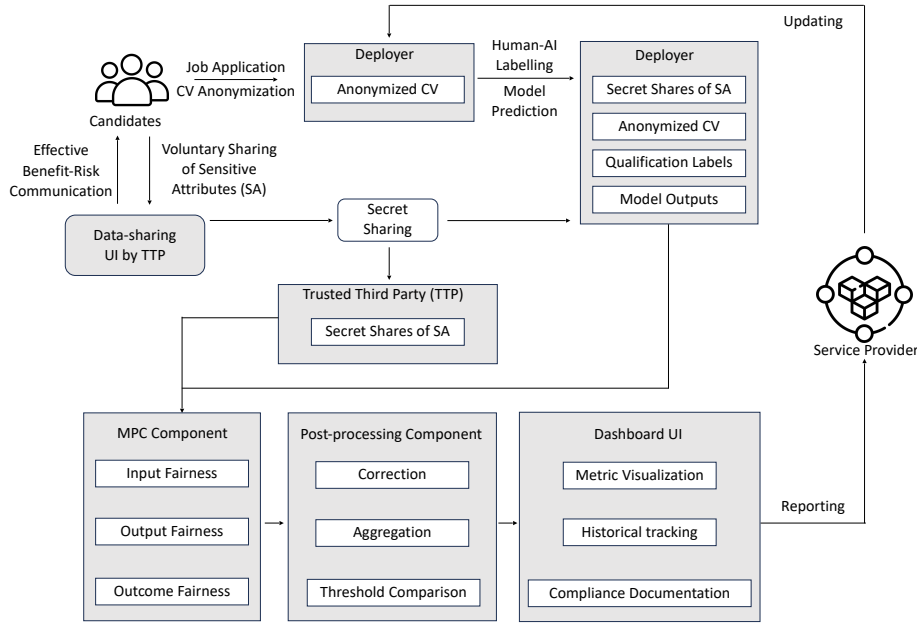 Updating
Deployer
Anonymized CV
Job Application
CV Anonymization
Human-AI
Labelling
Model
Prediction
Deployer
Secret Shares of SA
Anonymized CV
Qualification Labels
Model Outputs
Candidates
Effective
Benefit-Risk
Communication
Voluntary Sharing
of Sensitive
Attributes (SA)
Data-sharing
UI by TTP
Secret
Sharing
Trusted Third Party (TTP)
Secret Shares of SA
Service Provider
MPC Component
Input Fairness
Output Fairness
Outcome Fairness
Post-processing Component
Correction
Aggregation
Threshold Comparison
Dashboard UI
Metric Visualization
Historical tracking
Compliance Documentation
Reporting